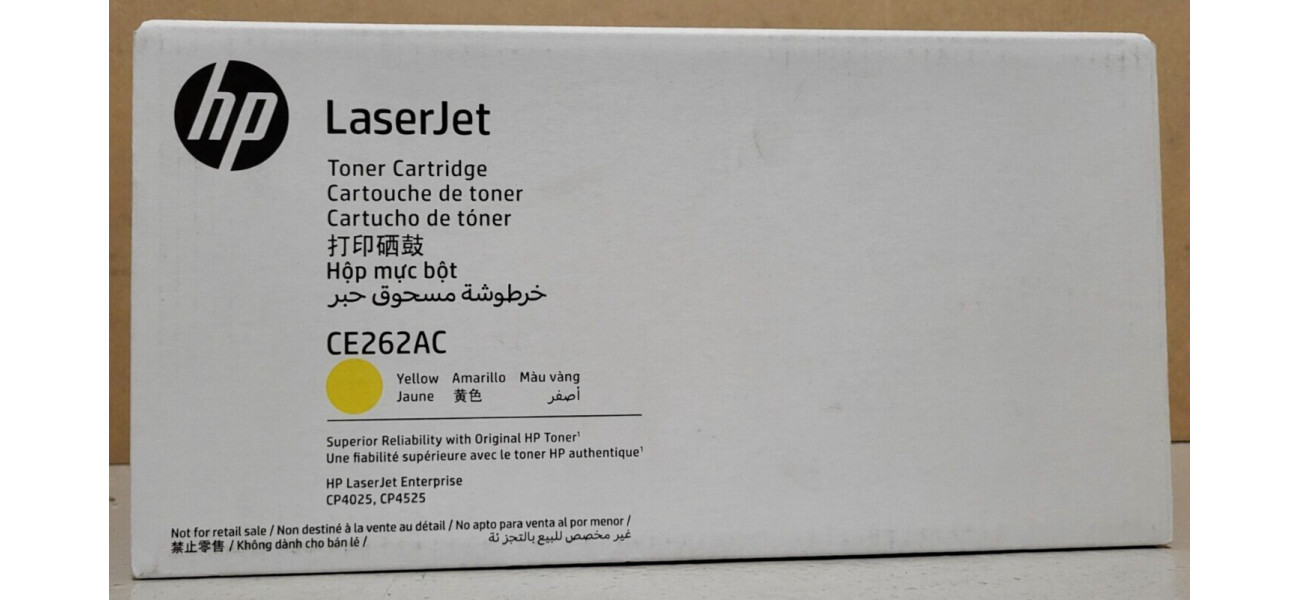 hp
LaserJet
Toner Cartridge
Cartouche de toner
Cartucho de tóner
打印硒鼓
Hộp mực bột
خرطوشة مسحوق حبر
CE262AC
Yellow Amarillo Màu vàng
Jaune 黄色 أصفر
Superior Reliability with Original HP Toner¹
Une fiabilité supérieure avec le toner HP authentique¹
HP LaserJet Enterprise
CP4025, CP4525
Not for retail sale / Non destiné à la vente au détail / No apto para venta al por menor /
禁止零售 / Không dành cho bán lẻ / غير مخصص للبيع بالتجزئة